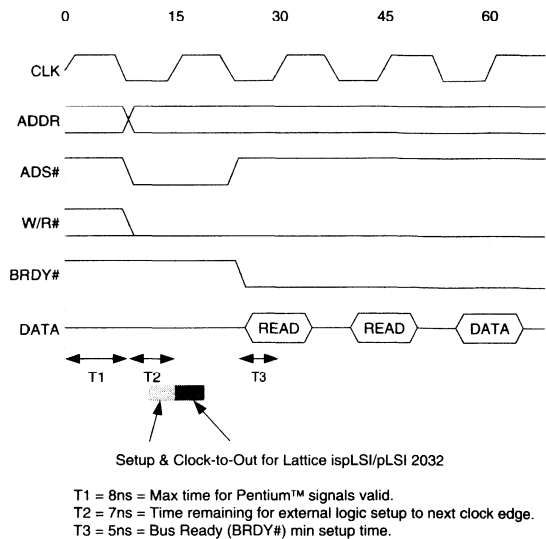 0 15 30 45 60
CLK
ADDR
ADS#
W/R#
BRDY#
DATA READ READ DATA
T1 T2 T3
Setup & Clock-to-Out for Lattice ispLSI/pLSI 2032
T1 = 8ns = Max time for Pentium™ signals valid.
T2 = 7ns = Time remaining for external logic setup to next clock edge.
T3 = 5ns = Bus Ready (BRDY#) min setup time.